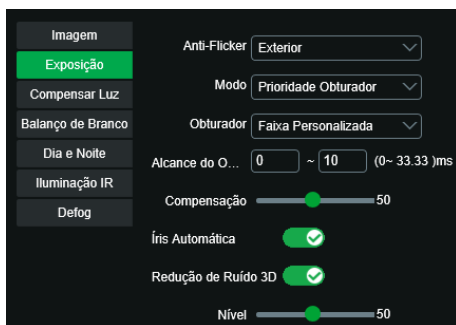 Imagem
Exposição
Compensar Luz
Balanço de Branco
Dia e Noite
Iluminação IR
Defog
Anti-Flicker Exterior
Modo Prioridade Obturador
Obturador Faixa Personalizada
Alcance do O... 0 ~ 10 (0~ 33.33 )ms
Compensação 50
Íris Automática
Redução de Ruído 3D
Nível 50